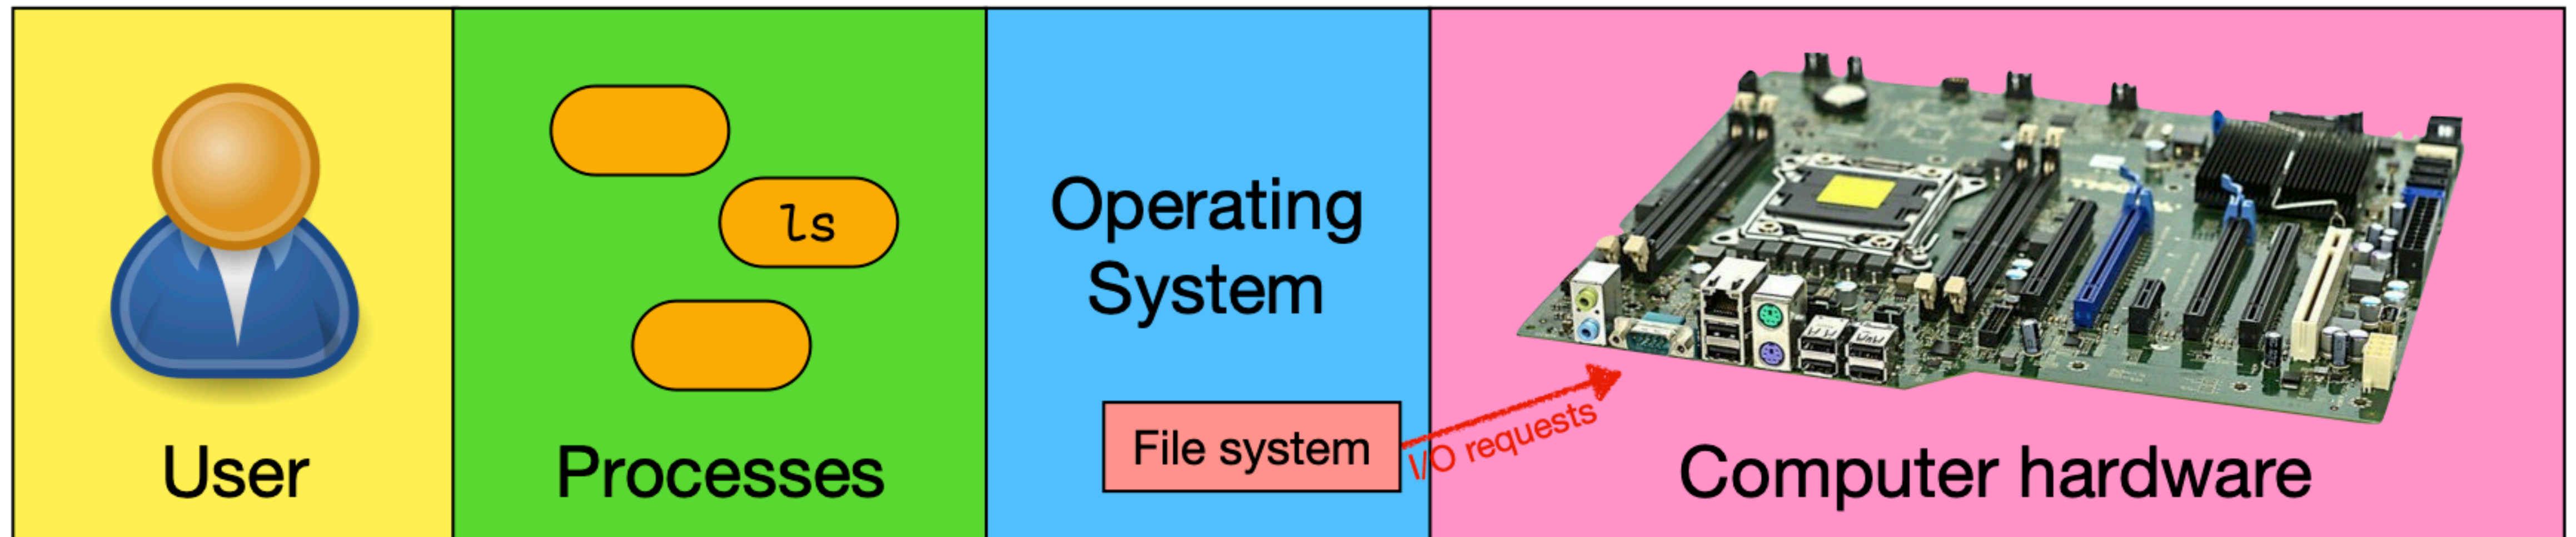 User
Processes
ls
Operating
System
File system
I/O requests
Computer hardware